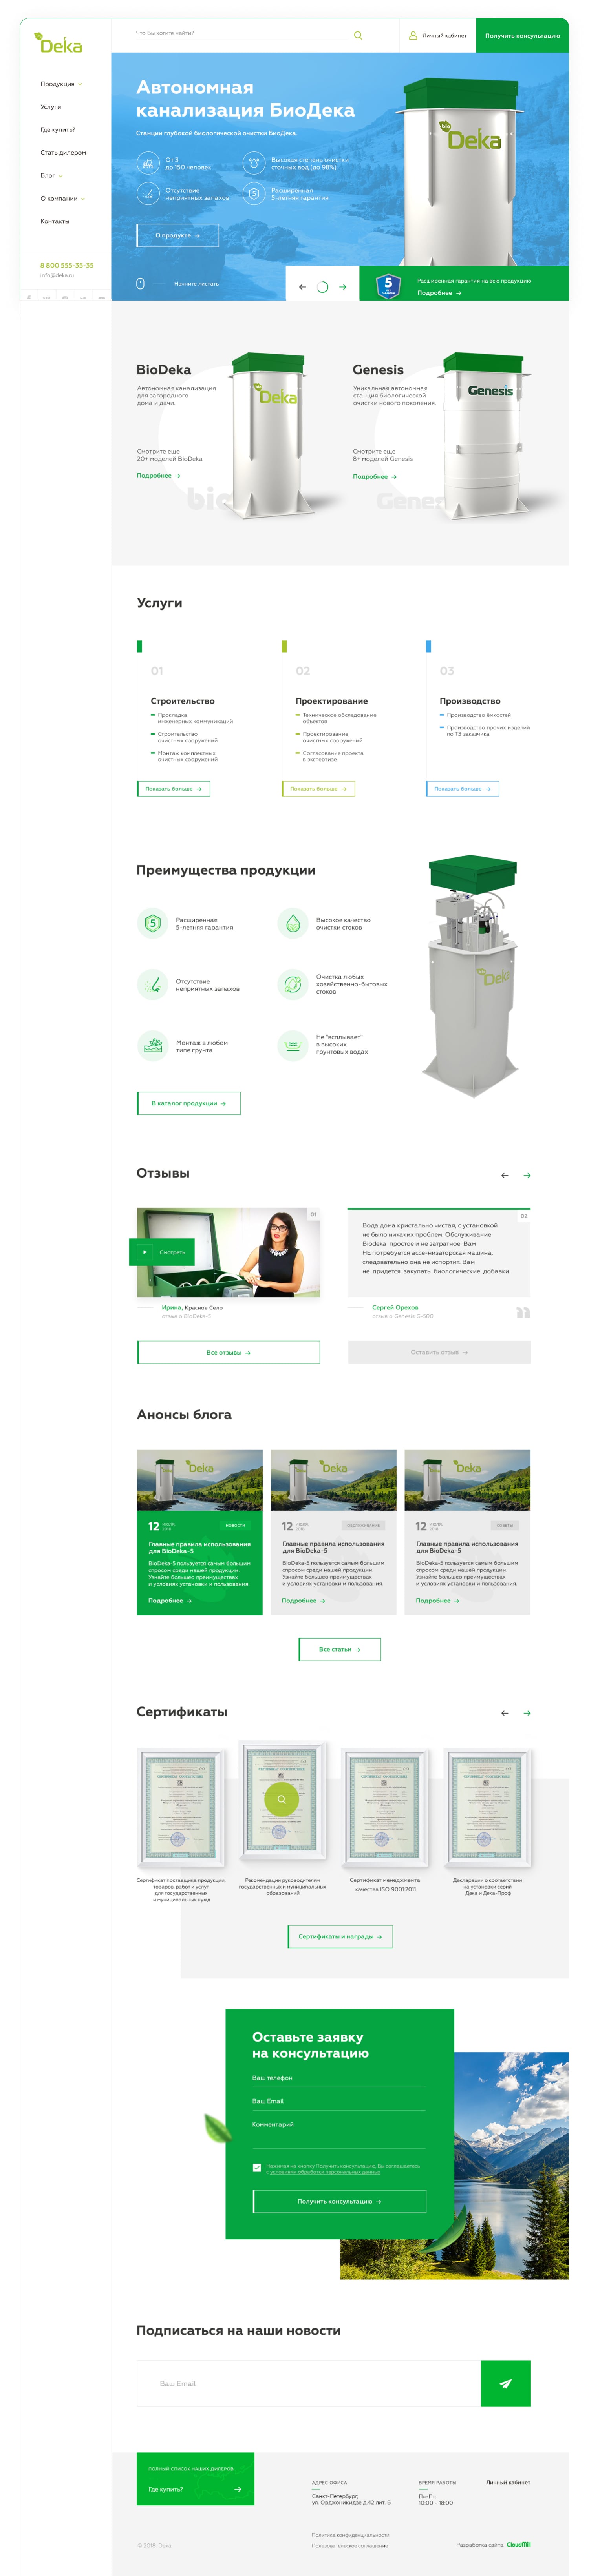 Deka
Что Вы хотите найти?
Личный кабинет
Получить консультацию
Продукция
Услуги
Где купить?
Стать дилером
Блог
О компании
Контакты
8 800 555-35-35
info@deka.ru
Автономная
канализация БиоДека
Станции глубокой биологической очистки БиоДека.
От 3
до 150 человек
Высокая степень очистки
сточных вод (до 98%)
Отсутствие
неприятных запахов
5
Расширенная
5-летняя гарантия
О продукте
Начните листать
bio Deka
5
Расширенная гарантия на всю продукцию
Подробнее
BioDeka
Автономная канализация
для загородного
дома и дачи.
Смотрите еще
20+ моделей BioDeka
Подробнее
bio
bio Deka
Genesis
Уникальная автономная
станция биологической
очистки нового поколения.
Смотрите еще
8+ моделей Genesis
Подробнее
Genesis
Genesis
Услуги
01
Строительство
Прокладка
инженерных коммуникаций
Строительство
очистных сооружений
Монтаж комплектных
очистных сооружений
Показать больше
02
Проектирование
Техническое обследование
объектов
Проектирование
очистных сооружений
Согласование проекта
в экспертизе
Показать больше
03
Производство
Производство ёмкостей
Производство прочих изделий
по ТЗ заказчика
Показать больше
Преимущества продукции
5
Расширенная
5-летняя гарантия
Высокое качество
очистки стоков
Отсутствие
неприятных запахов
Очистка любых
хозяйственно-бытовых
стоков
Монтаж в любом
типе грунта
Не "всплывает"
в высоких
грунтовых водах
Deka
В каталог продукции
Отзывы
01
Смотреть
Ирина, Красное Село
отзыв о BioDeka-3
02
Вода дома кристально чистая, с установкой
не было никаких проблем. Обслуживание
Biodeka простое и не затратное. Вам
НЕ потребуется ассе-низаторская машина,
следовательно она не испортит. Вам
не придется закупать биологические добавки.
Сергей Орехов
отзыв о Genesis C-500
Все отзывы
Оставить отзыв
Анонсы блога
Deka
12 июля, 2018
НОВОСТИ
Главные правила использования
для BioDeka-5
BioDeka-5 пользуется самым большим
спросом среди нашей продукции.
Узнайте большее преимуществах
и условиях установки и пользования.
Подробнее
Deka
12 июля, 2018
ОБСЛУЖИВАНИЕ
Главные правила использования
для BioDeka-5
BioDeka-5 пользуется самым большим
спросом среди нашей продукции.
Узнайте большее преимуществах
и условиях установки и пользования.
Подробнее
Deka
12 июля, 2018
СОВЕТЫ
Главные правила использования
для BioDeka-5
BioDeka-5 пользуется самым большим
спросом среди нашей продукции.
Узнайте большее преимуществах
и условиях установки и пользования.
Подробнее
Все статьи
Сертификаты
Сертификат поставщика продукции,
товаров, работ и услуг
для государственных
и муниципальных нужд
Рекомендации руководителем
государственных и муниципальных
образований
Сертификат менеджмента
качества ISO 9001:2011
Декларации о соответствии
на установки серий
Дека и Дека-Проф
Сертификаты и награды
Оставьте заявку
на консультацию
Ваш телефон
Ваш Email
Комментарий
Нажимая на кнопку Получить консультацию, Вы соглашаетесь
с условиями обработки персональных данных
Получить консультацию
Подписаться на наши новости
Ваш Email
ПОЛНЫЙ СПИСОК НАШИХ ДИЛЕРОВ
Где купить?
АДРЕС ОФИСА
Санкт-Петербург,
ул. Орджоникидзе д.42 лит. Б
ВРЕМЯ РАБОТЫ
Пн-Пт:
10:00 - 18:00
Личный кабинет
Политика конфиденциальности
Пользовательское соглашение
© 2018. Deka
Разработка сайта CloudMill